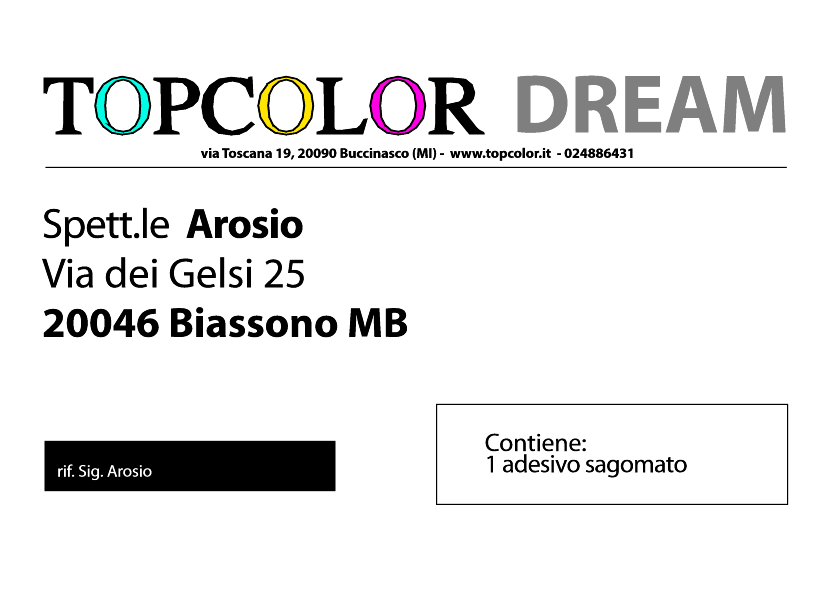 TOPCOLOR DREAM
via Toscana 19, 20090 Buccinasco (MI) - www.topcolor.it - 024886431
Spett.le Arosio
Via dei Gelsi 25
20046 Biassono MB
rif. Sig. Arosio
Contiene:
1 adesivo sagomato